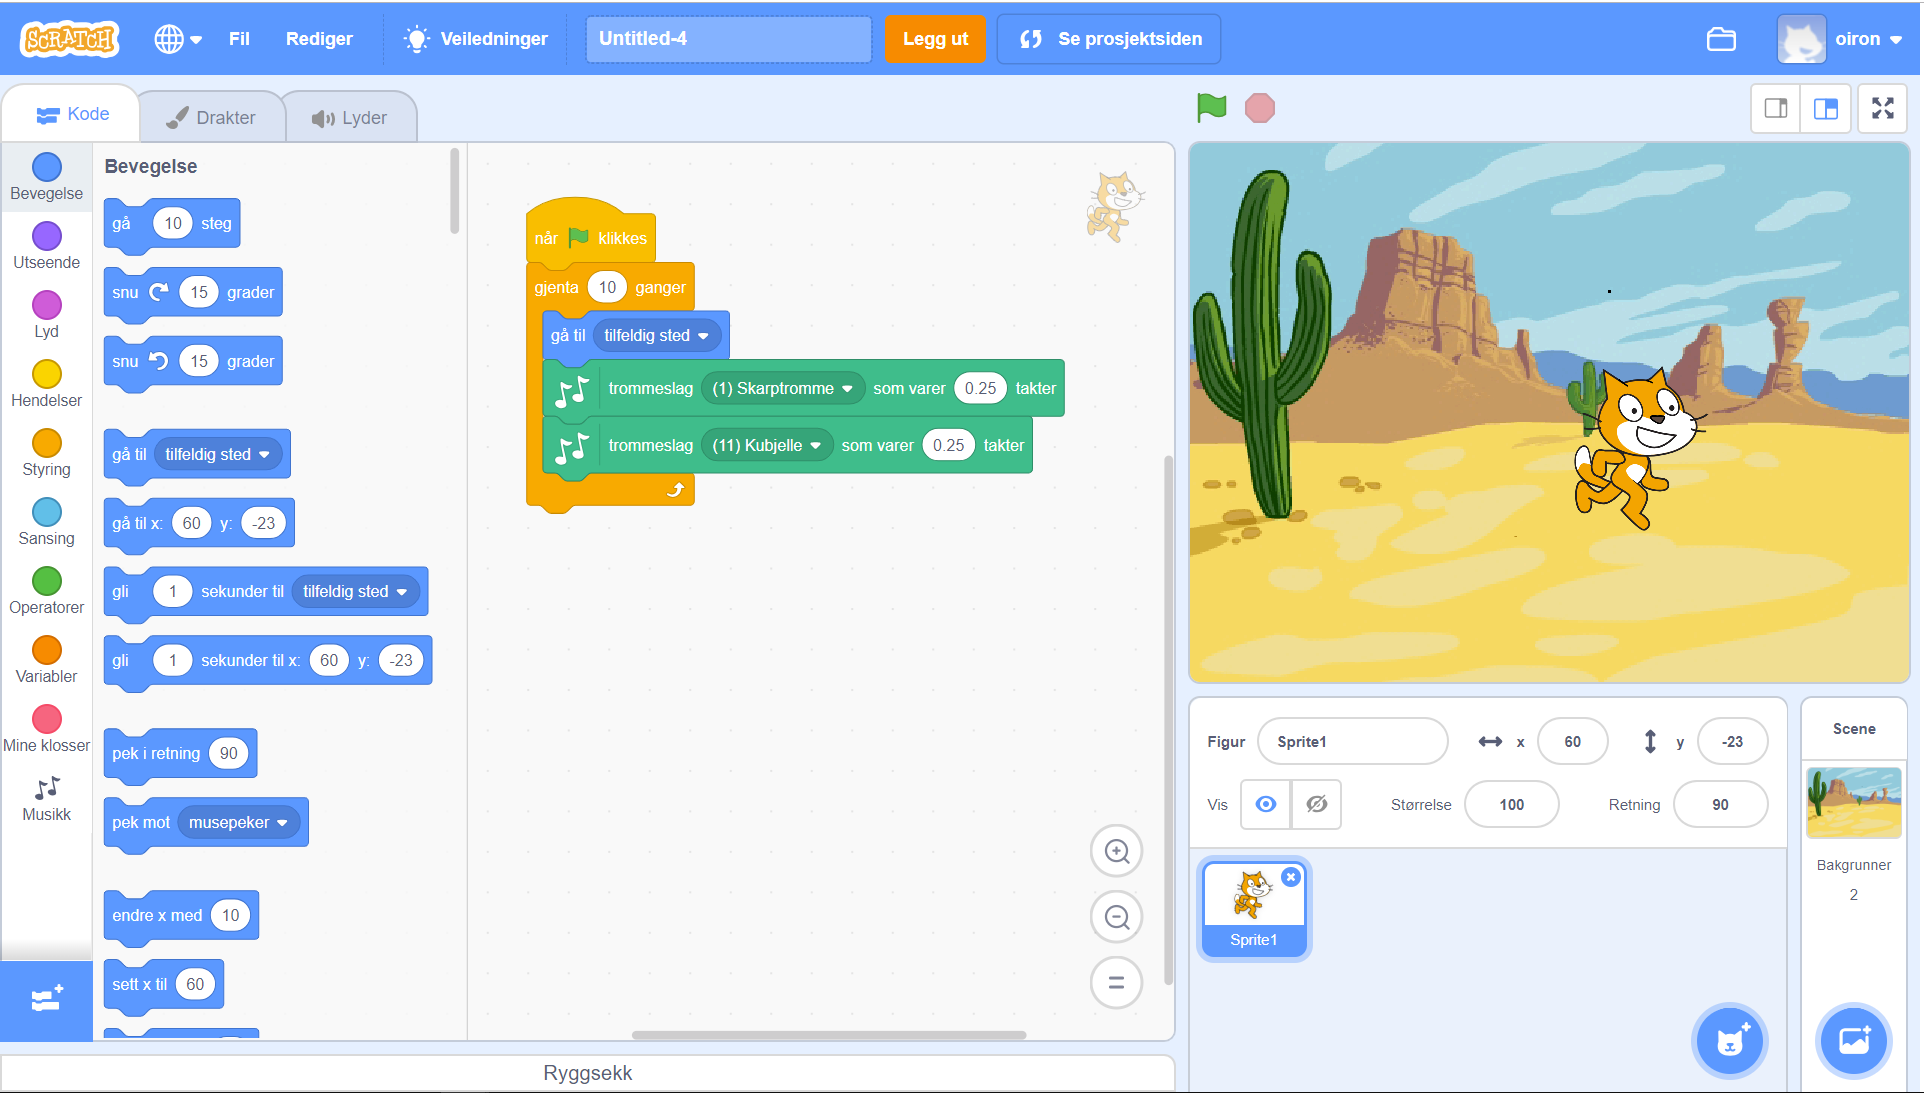 SCRATCH Fil Rediger Veiledninger Untitled-4 Legg ut Se prosjektsiden oiron
Kode Drakter Lyder
Bevegelse
Utseende
Lyd
Hendelser
Styring
Sansing
Operatorer
Variabler
Mine klosser
Musikk
Bevegelse
gå 10 steg
snu 15 grader
snu 15 grader
gå til tilfeldig sted
gå til x: 60 y: -23
gli 1 sekunder til tilfeldig sted
gli 1 sekunder til x: 60 y: -23
pek i retning 90
pek mot musepeker
endre x med 10
sett x til 60
når klikkes
gjenta 10 ganger
gå til tilfeldig sted
trommeslag (1) Skarptromme som varer 0.25 takter
trommeslag (11) Kubjelle som varer 0.25 takter
Ryggsekk
Figur Sprite1 x 60 y -23
Vis Størrelse 100 Retning 90
Sprite1
Scene
Bakgrunner
2